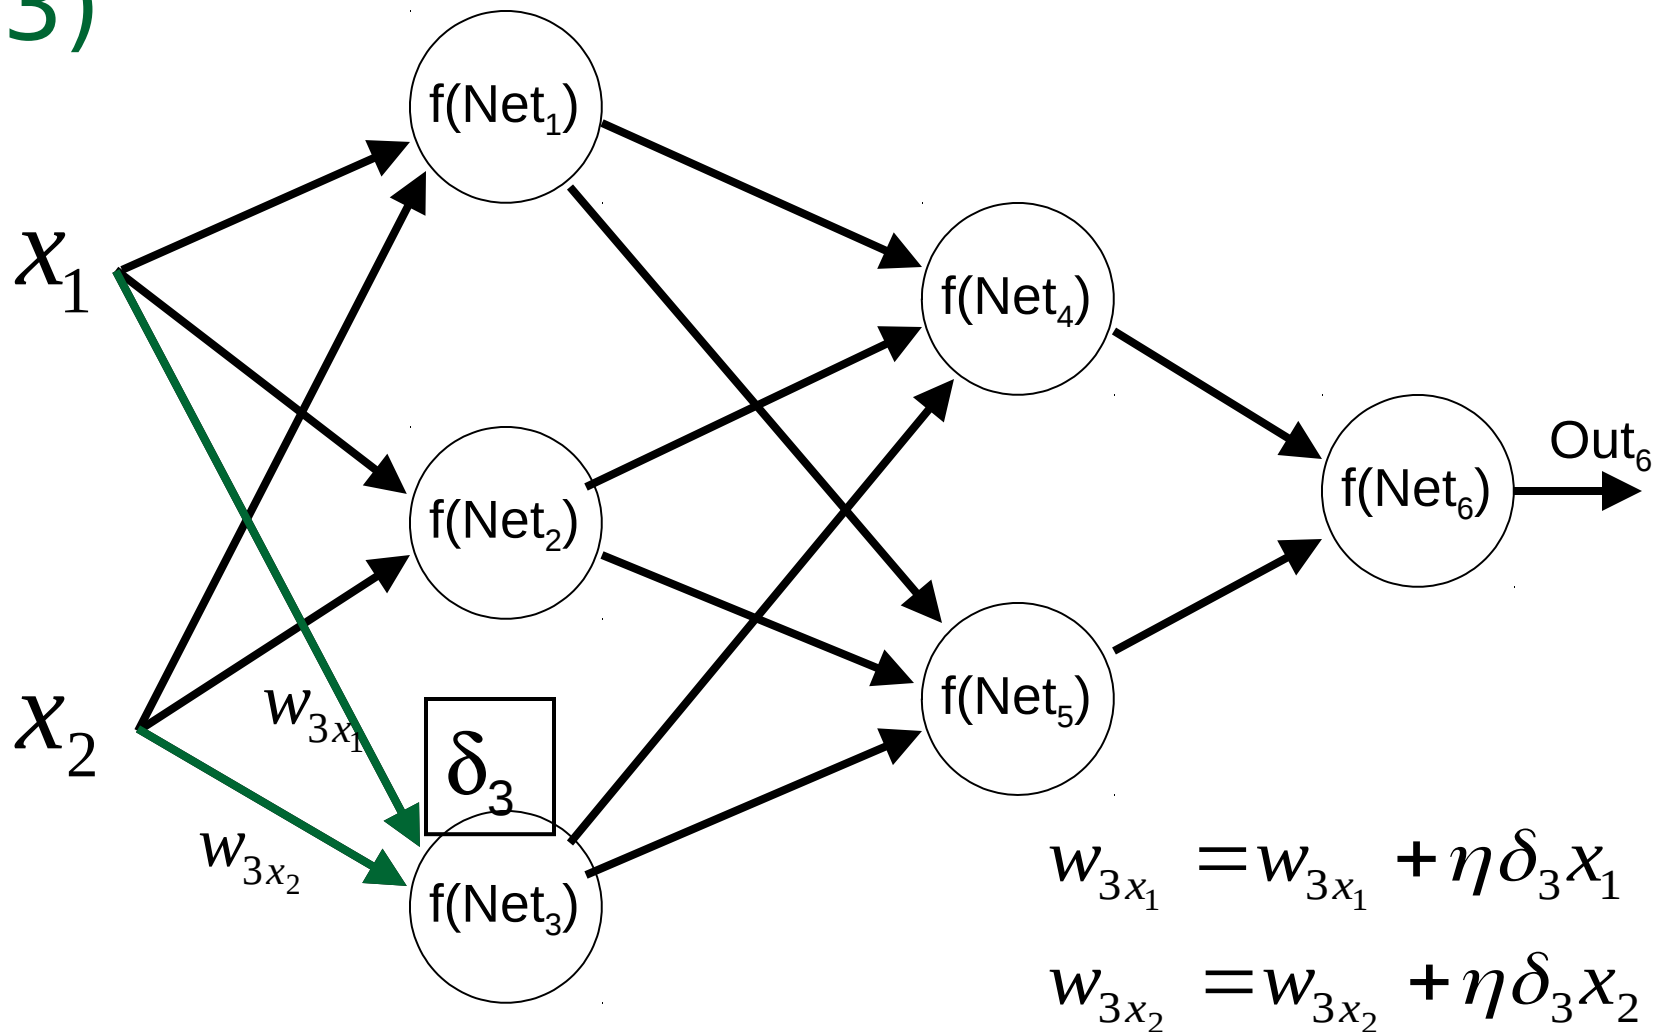 3)
f(Net₁)
x₁
f(Net₄)
Out₆
f(Net₆)
f(Net₂)
x₂
w₃ₓ₁
δ₃
f(Net₅)
w₃ₓ₂
f(Net₃)
w₃ₓ₁ = w₃ₓ₁ + ηδ₃x₁
w₃ₓ₂ = w₃ₓ₂ + ηδ₃x₂